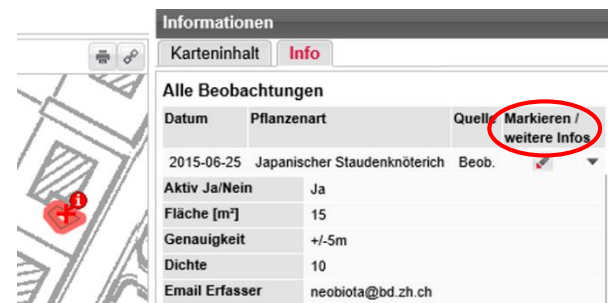 Informationen
Karteninhalt Info
Alle Beobachtungen
Datum Pflanzenart Quelle Markieren /
weitere Infos
2015-06-25 Japanischer Staudenknöterich Beob.
Aktiv Ja/Nein Ja
Fläche [m²] 15
Genauigkeit +/-5m
Dichte 10
Email Erfasser neobiota@bd.zh.ch